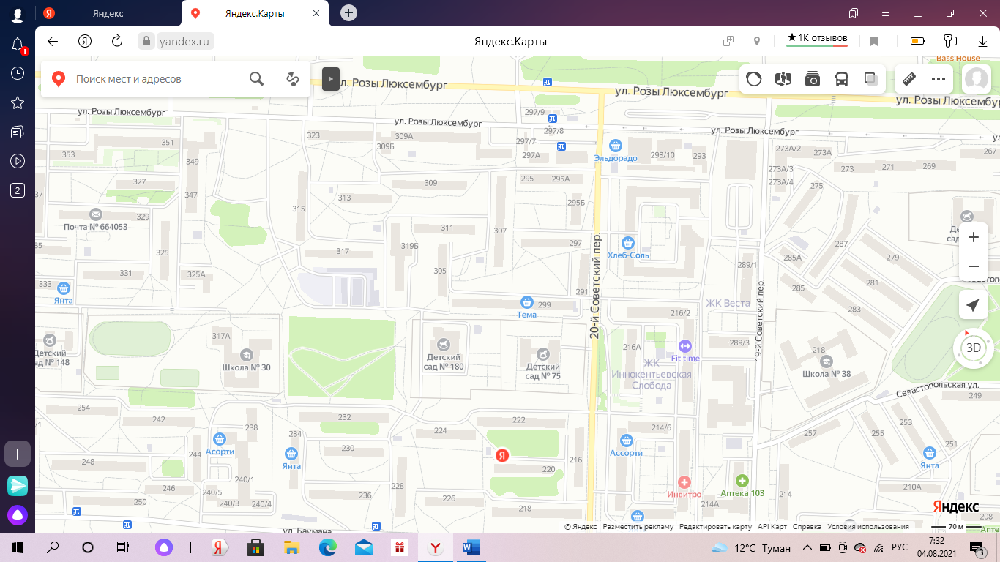 Яндекс
Яндекс.Карты
1
yandex.ru
Яндекс.Карты
★ 1К отзывов
2
Поиск мест и адресов
Bass House
ул. Розы Люксембург
ул. Розы Люксембург
ул. Розы Люксембург
ул. Розы Люксембург
ул. Розы Люксембург
ул. Розы Люксембург
297/9
297/8
297/7
297А
323
309А
309Б
351
353
349
327
347
329
Почта № 664053
325
331
325А
333
Янта
315
313
309
311
317
319Б
305
307
295
295А
295Б
297
291
299
Тема
Эльдорадо
293/10
293
273А/2
273А
273А/3
273А/4
273
271
269
267
275
287
279
285А
285
281
283
289/1
289/3
Хлеб-Соль
20-й Советский пер.
19-й Советский пер.
ЖК Веста
216/2
216А
Fit time
ЖК
Иннокентьевская
Слобода
218
Школа № 38
Севастопольская ул.
249
Детский
сад № 148
317А
Школа № 30
Детский
сад № 180
Детский
сад № 75
254
242
238
234
232
230
224
222
220
216
218
226
228
236
Янта
Асорти
244
248
246
250
240/1
240/5
240/3
240/4
ул. Баумана
214/6
Ассорти
Инвитро
Аптека 103
214А
214
257
255
253
251
Янта
210А
208
3D
Яндекс
© Яндекс
Разместить рекламу
Редактировать карту
API Карт
Справка
Условия использования
70 м
12°C Туман
РУС
7:32
04.08.2021
3